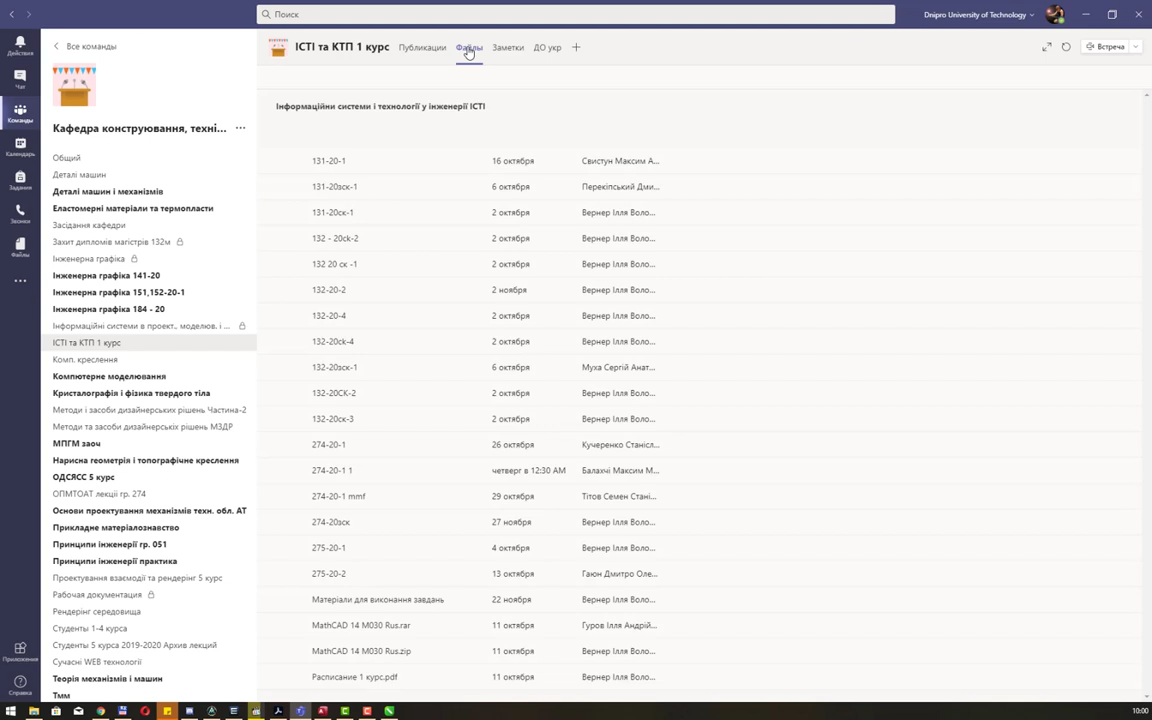 Поиск
Dnipro University of Technology
Действия
Чат
Команды
Календарь
Задания
Звонки
Файлы
Приложения
Справка
Все команды
Кафедра конструювання, техні...
Общий
Деталі машин
Деталі машин і механізмів
Еластомерні матеріали та термопласти
Засідання кафедри
Захит дипломів магістрів 132м
Інженерна графіка
Інженерна графіка 141-20
Інженерна графіка 151,152-20-1
Інженерна графіка 184 - 20
Інформаційні системи в проект., моделюв. і ...
ІСТІ та КТП 1 курс
Комп. креслення
Компютерне моделювання
Кристалографія і фізика твердого тіла
Методи і засоби дизайнерських рішень Частина-2
Методи та засоби дизайнерськіх рішень МЗДР
МПГМ заоч
Нарисна геометрія і топографічне креслення
ОДСЯСС 5 курс
ОПМТОАТ лекціі гр. 274
Основи проектування механізмів техн. обл. АТ
Прикладне матеріалознавство
Принципи інженерії гр. 051
Принципи інженерії практика
Проектування взаємодії та рендерінг 5 курс
Рабочая документация
Рендерінг середовища
Студенты 1-4 курса
Студенты 5 курса 2019-2020 Архив лекций
Сучасні WEB технології
Теорія механізмів і машин
Тмм
ІСТІ та КТП 1 курс
Публикации
Файлы
Заметки
ДО укр
Встреча
Інформаційни системи і технології у інженерії ІСТІ
131-20-1 16 октября Свистун Максим А...
131-20зск-1 6 октября Перекіпський Дми...
131-20ск-1 2 октября Вернер Ілля Воло...
132 - 20ck-2 2 октября Вернер Ілля Воло...
132 20 ск -1 2 октября Вернер Ілля Воло...
132-20-2 2 ноября Вернер Ілля Воло...
132-20-4 2 октября Вернер Ілля Воло...
132-20ck-4 2 октября Вернер Ілля Воло...
132-20зск-1 6 октября Муха Сергій Анат...
132-20СК-2 2 октября Вернер Ілля Воло...
132-20ск-3 2 октября Вернер Ілля Воло...
274-20-1 26 октября Кучеренко Станісл...
274-20-1 1 четверг в 12:30 AM Балахчі Максим М...
274-20-1 mmf 29 октября Тітов Семен Стані...
274-20зск 27 ноября Вернер Ілля Воло...
275-20-1 4 октября Вернер Ілля Воло...
275-20-2 13 октября Гаюн Дмитро Оле...
Матеріали для виконання завдань 22 ноября Вернер Ілля Воло...
MathCAD 14 M030 Rus.rar 11 октября Гуров Ілля Андрій...
MathCAD 14 M030 Rus.zip 11 октября Вернер Ілля Воло...
Расписание 1 курс.pdf 11 октября Вернер Ілля Воло...
10:00